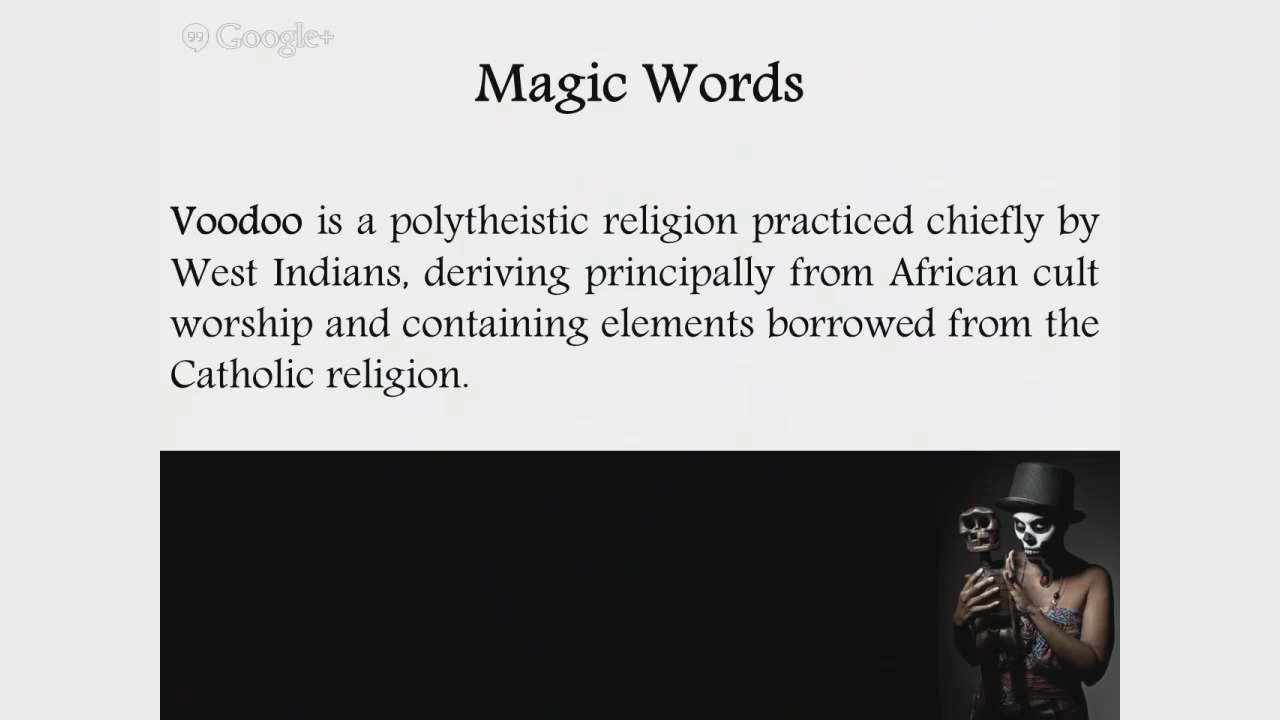 Google+
Magic Words
Voodoo is a polytheistic religion practiced chiefly by
West Indians, deriving principally from African cult
worship and containing elements borrowed from the
Catholic religion.